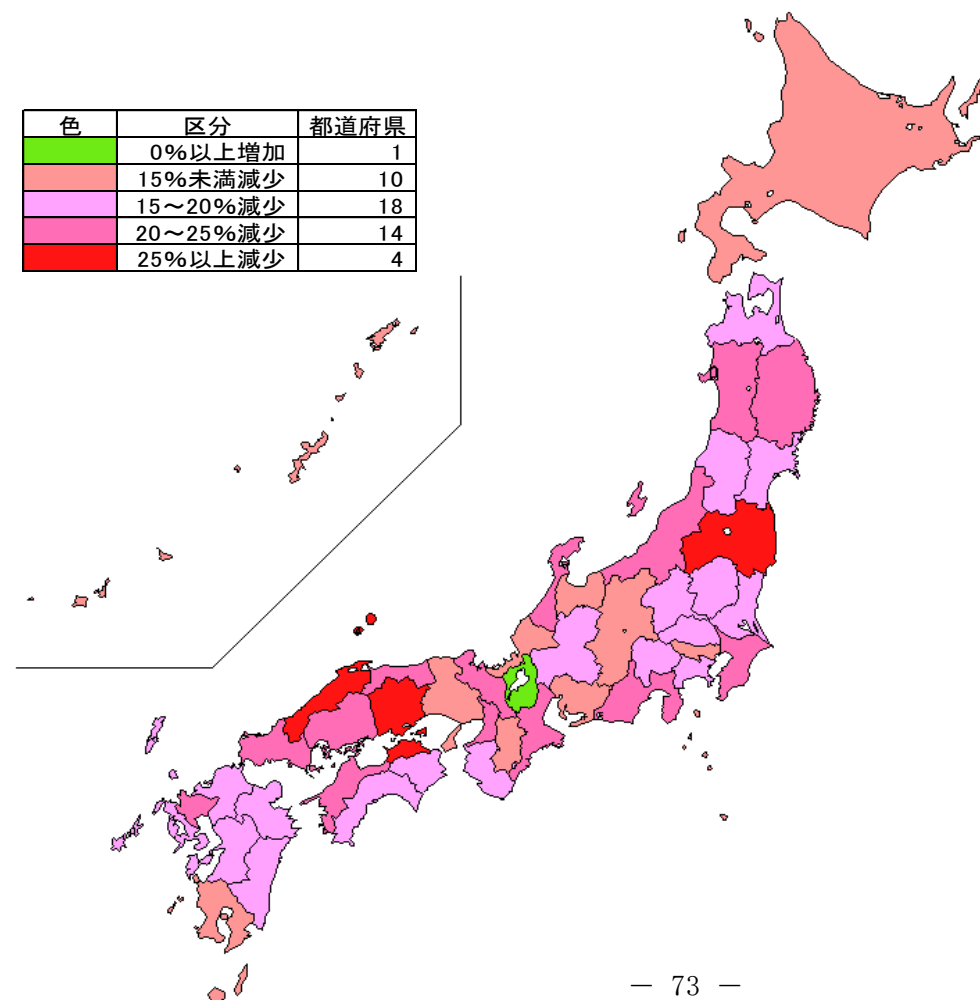 色 区分 都道府県
0%以上増加 1
15%未満減少 10
15～20%減少 18
20～25%減少 14
25%以上減少 4
― 73 ―